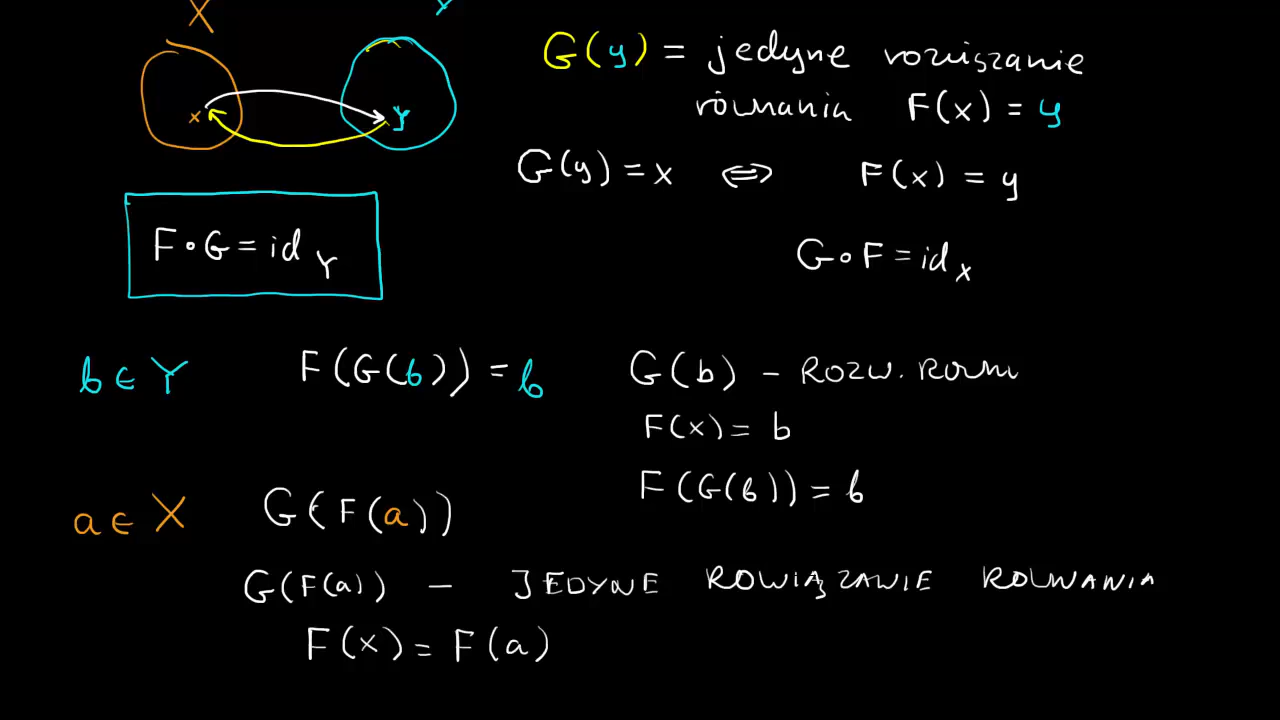 X Y
x Y
G(y) = jedyne rozwiązanie
równania F(x) = y
G(y) = x ⇔ F(x) = y
F∘G = id_Y
G∘F = id_X
b ∈ Y F(G(b)) = b
G(b) – ROZW. ROWN
F(x) = b
F(G(b)) = b
a ∈ X G(F(a))
G(F(a)) – JEDYNE ROZWIĄZANIE ROWNANIA
F(x) = F(a)